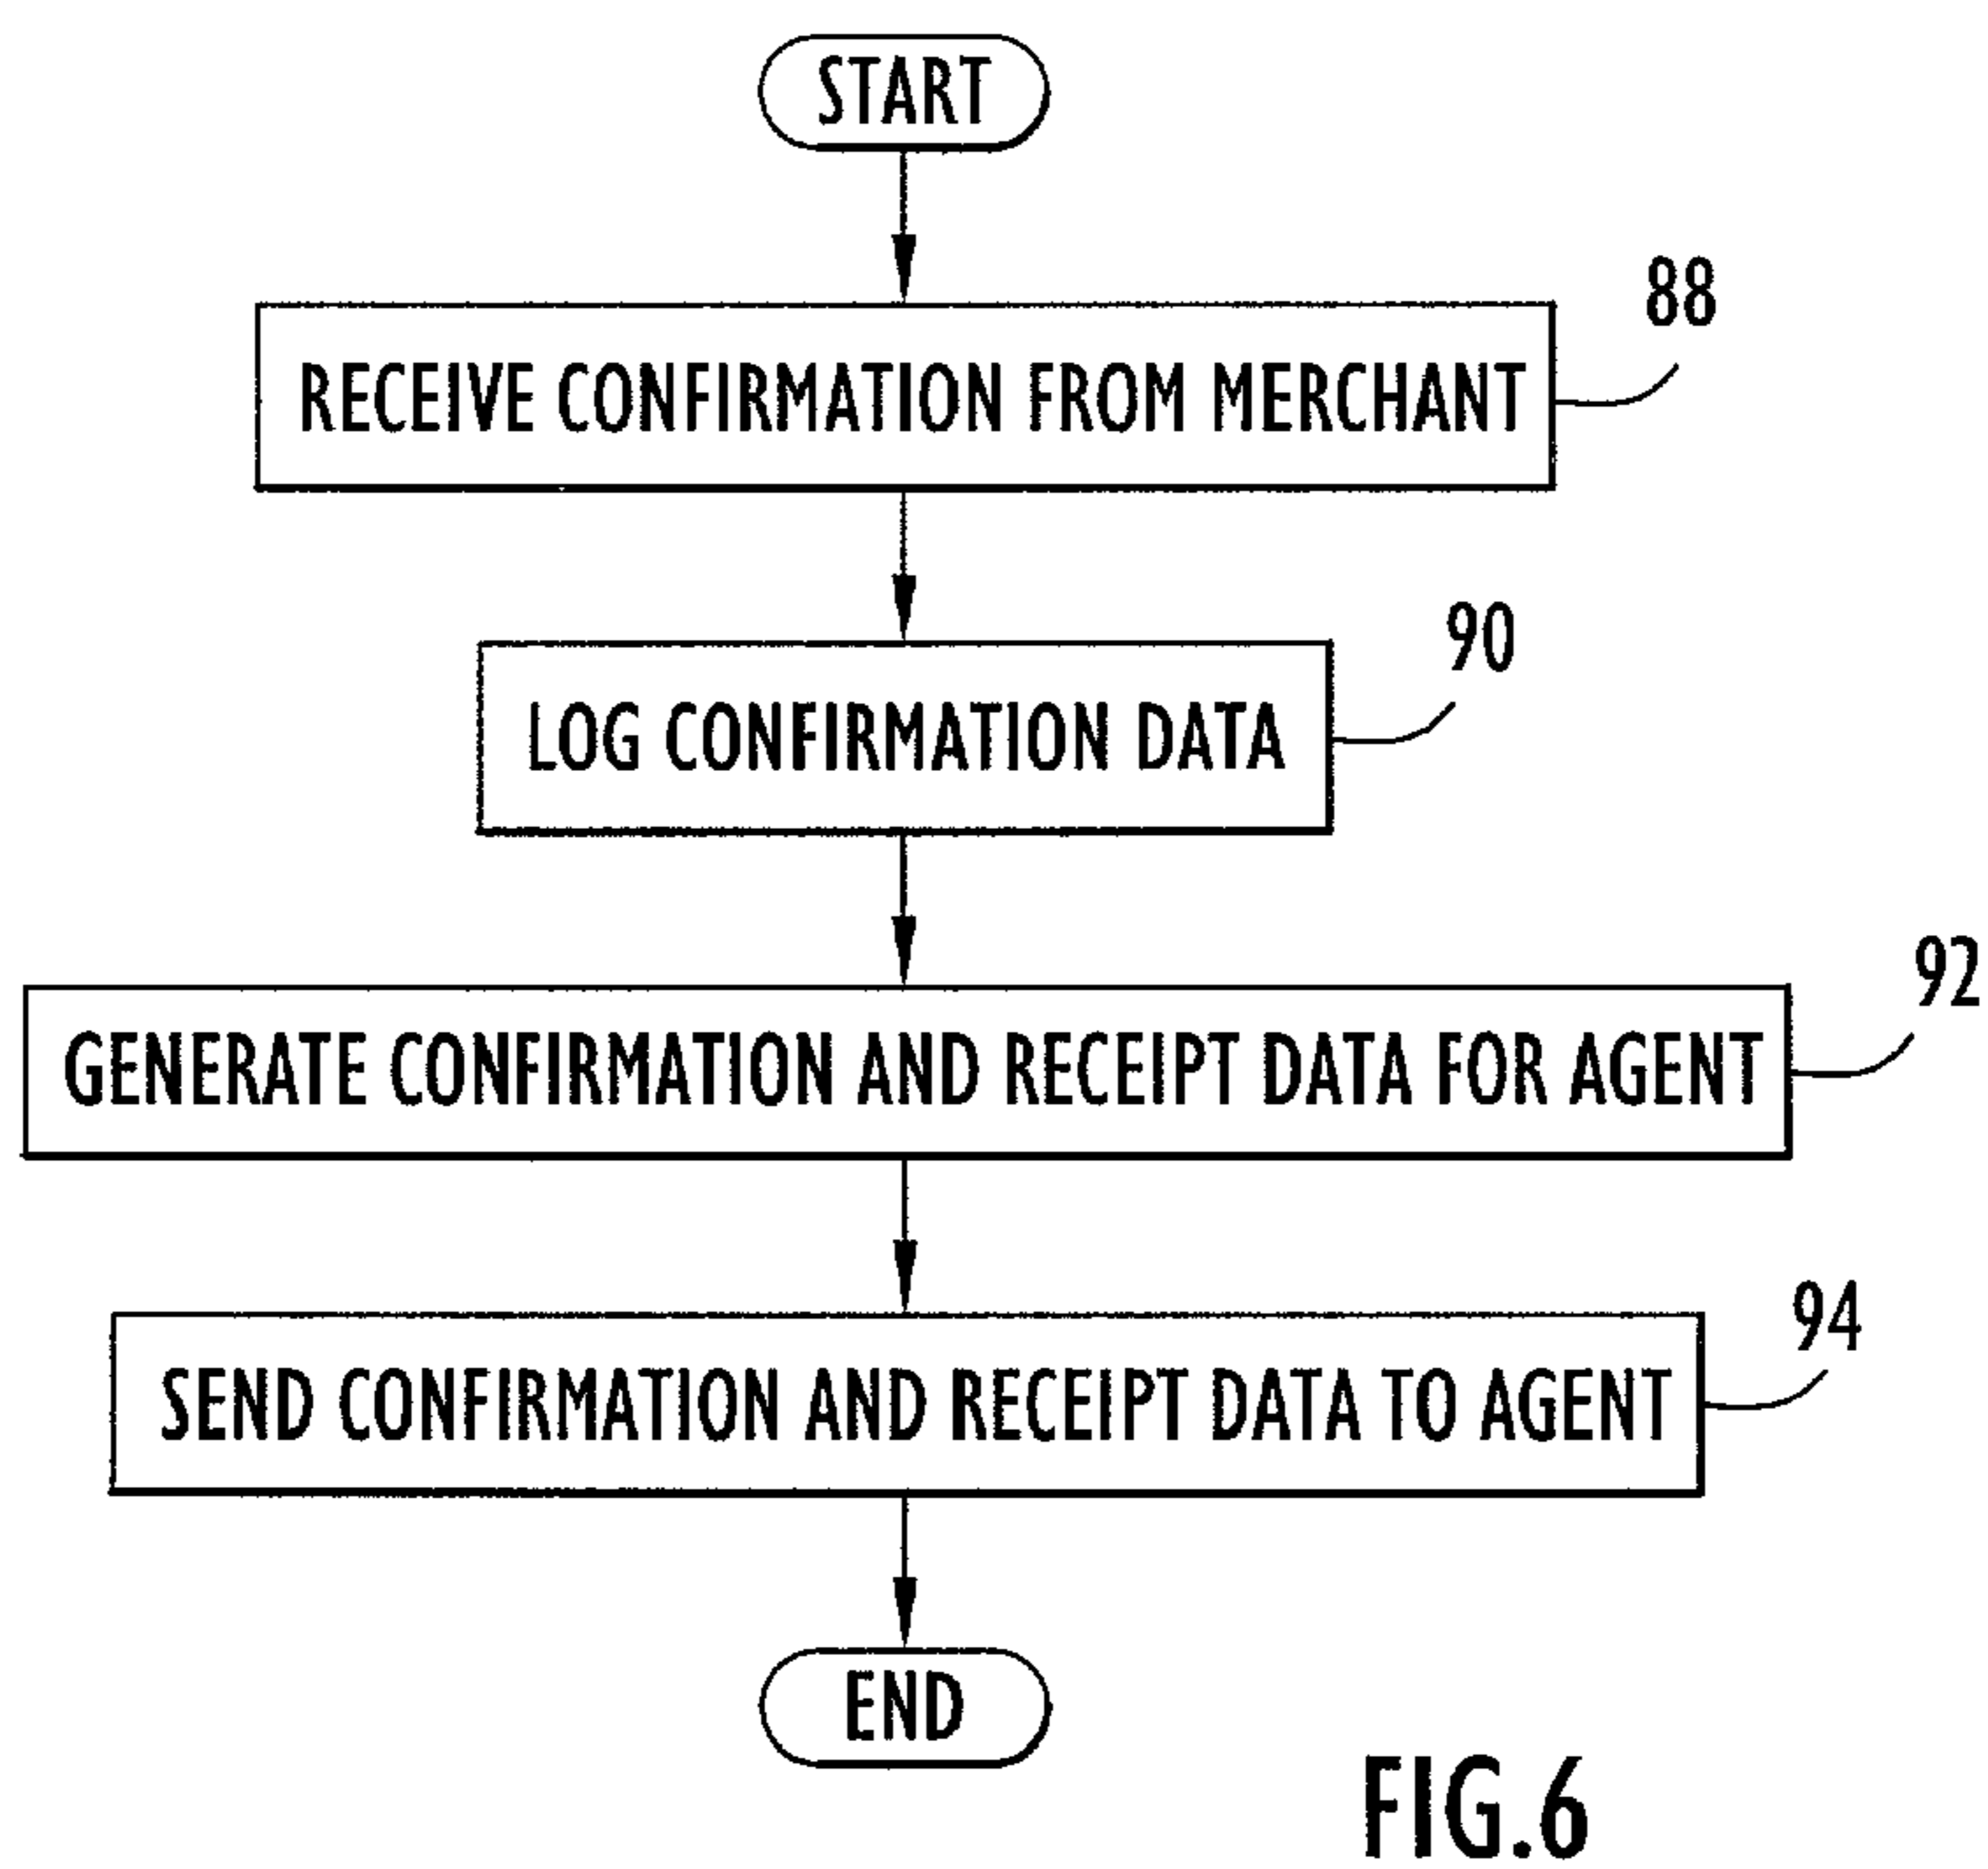 START
88
RECEIVE CONFIRMATION FROM MERCHANT
90
LOG CONFIRMATION DATA
92
GENERATE CONFIRMATION AND RECEIPT DATA FOR AGENT
94
SEND CONFIRMATION AND RECEIPT DATA TO AGENT
END
FIG.6